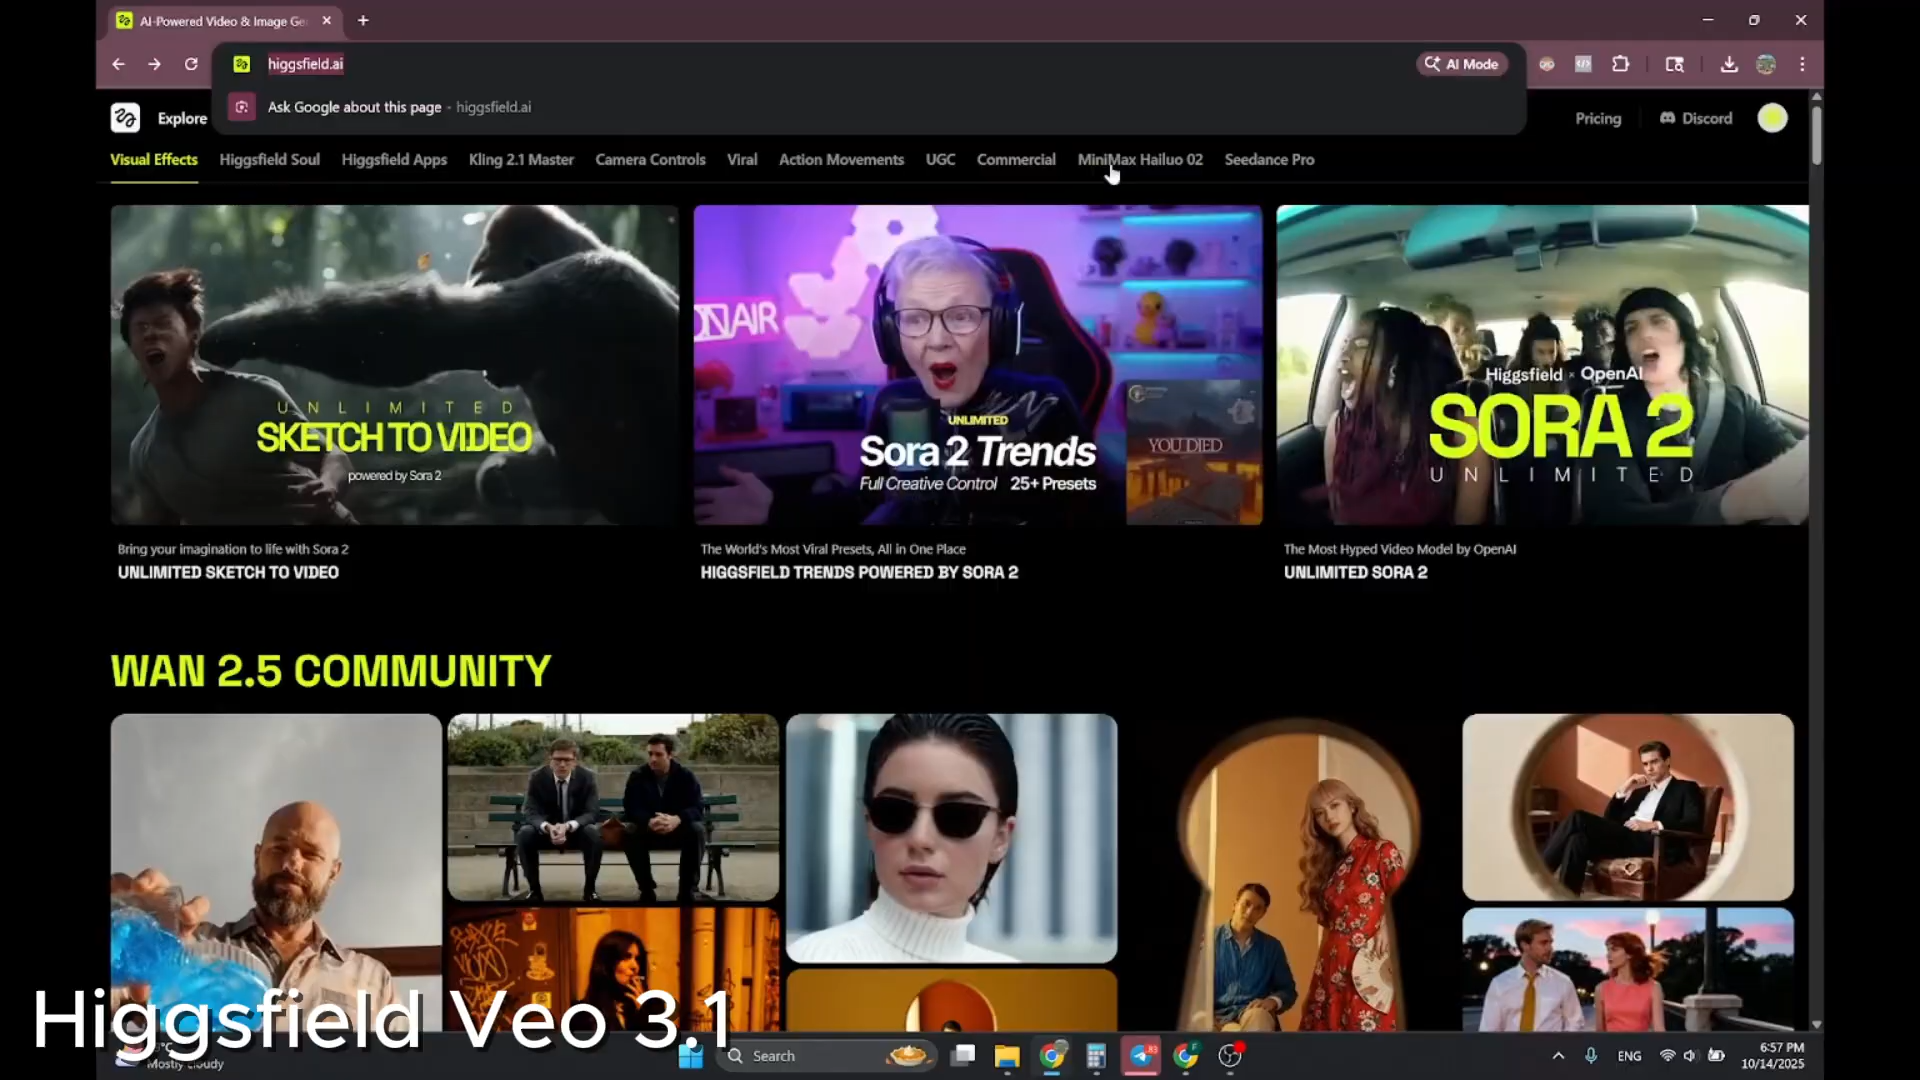 AI-Powered Video & Image Ge
higgsfield.ai
AI Mode
Ask Google about this page - higgsfield.ai
Explore
Pricing
Discord
Visual Effects
Higgsfield Soul
Higgsfield Apps
Kling 2.1 Master
Camera Controls
Viral
Action Movements
UGC
Commercial
MiniMax Hailuo 02
Seedance Pro
UNLIMITED
SKETCH TO VIDEO
powered by Sora 2
ON AIR
UNLIMITED
Sora 2 Trends
Full Creative Control 25+ Presets
YOU DIED
Higgsfield × OpenAI
SORA 2
UNLIMITED
Bring your imagination to life with Sora 2
UNLIMITED SKETCH TO VIDEO
The World's Most Viral Presets, All in One Place
HIGGSFIELD TRENDS POWERED BY SORA 2
The Most Hyped Video Model by OpenAI
UNLIMITED SORA 2
WAN 2.5 COMMUNITY
Higgsfield Veo 3.1
Mostly cloudy
Search
83
ENG
6:57 PM
10/14/2025